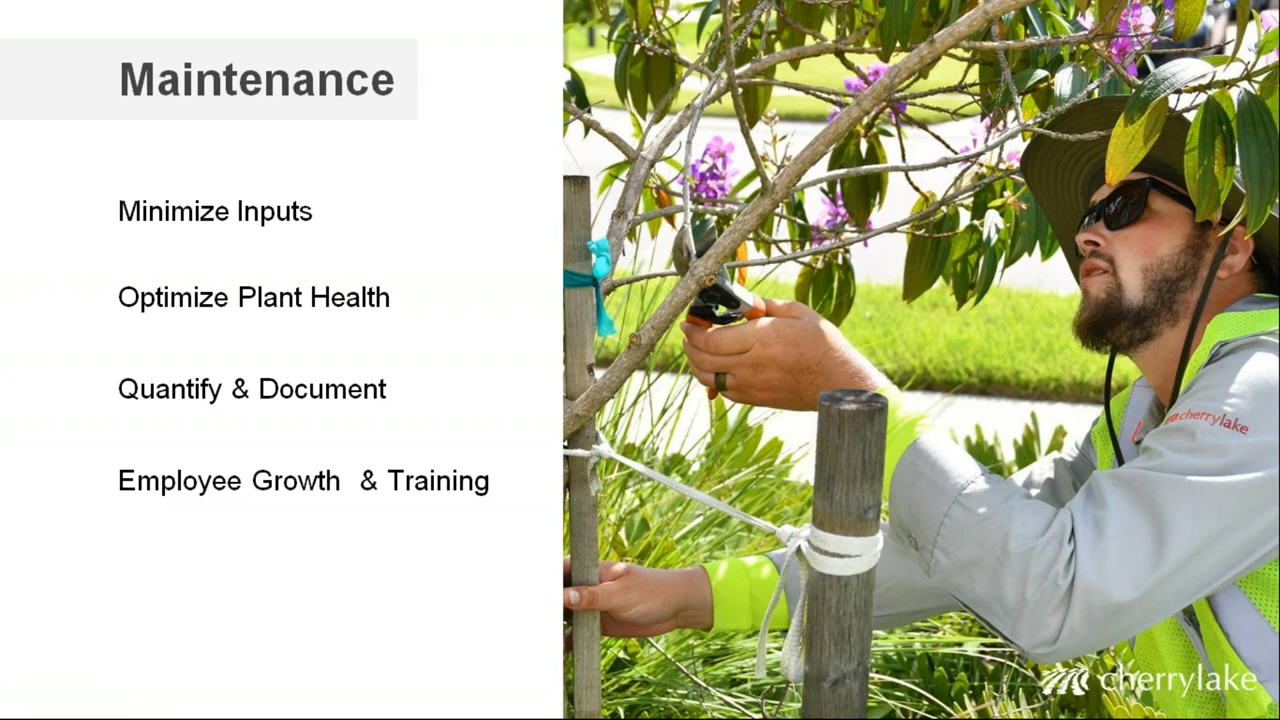 Maintenance
Minimize Inputs
Optimize Plant Health
Quantify & Document
Employee Growth & Training
cherrylake
cherrylake